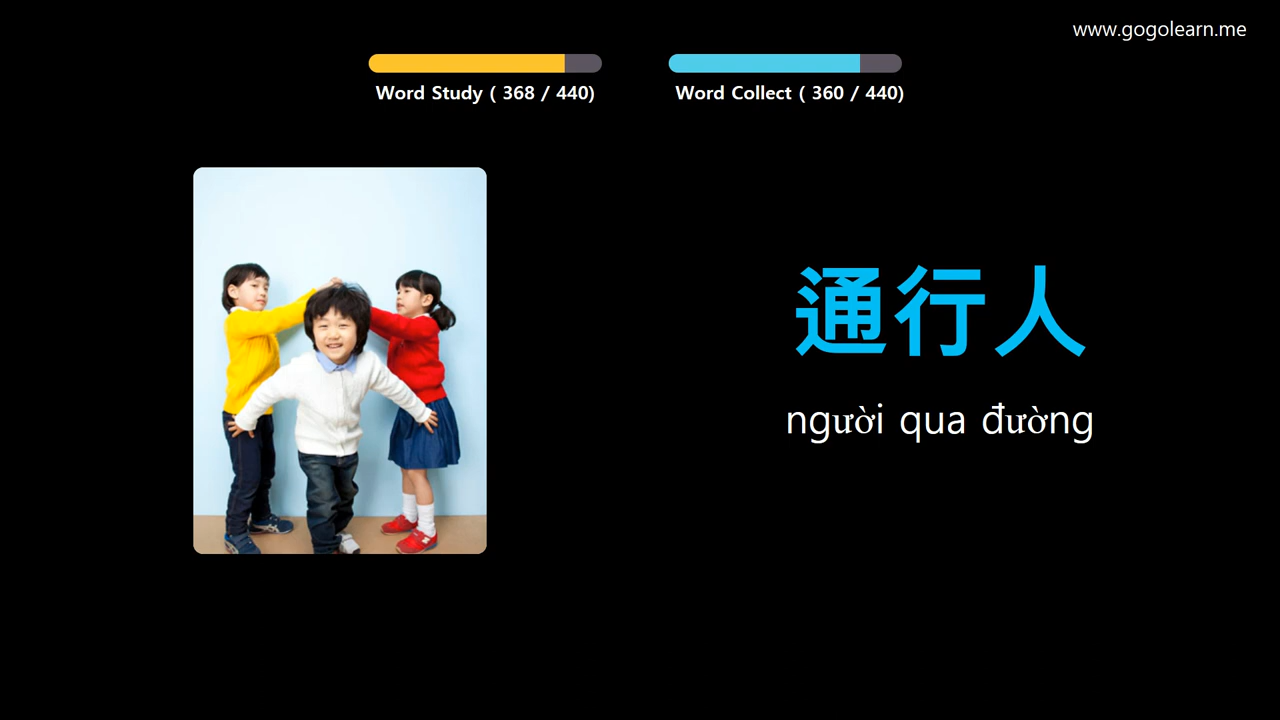 www.gogolearn.me
Word Study ( 368 / 440)
Word Collect ( 360 / 440)
通行人
người qua đường